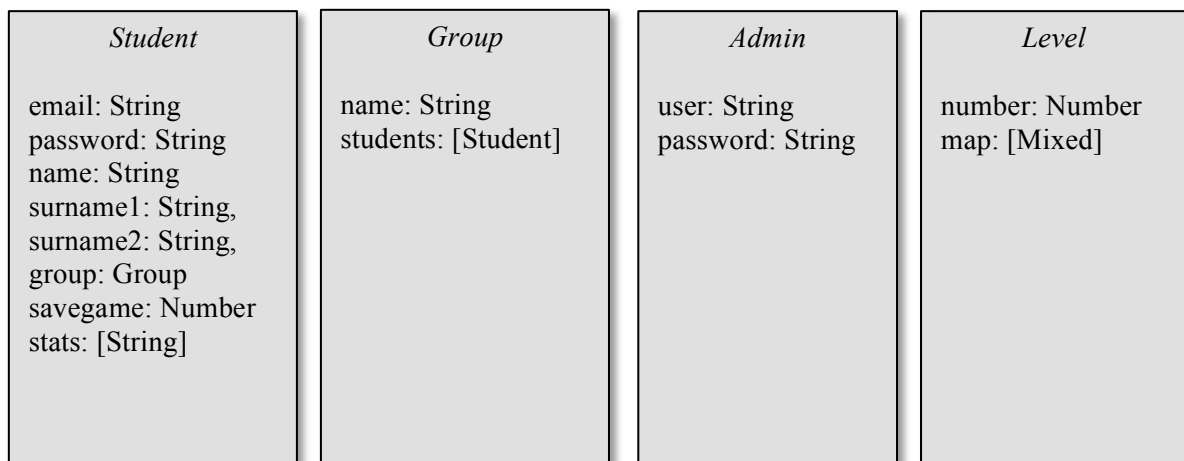 Student
email: String
password: String
name: String
surname1: String,
surname2: String,
group: Group
savegame: Number
stats: [String]
Group
name: String
students: [Student]
Admin
user: String
password: String
Level
number: Number
map: [Mixed]